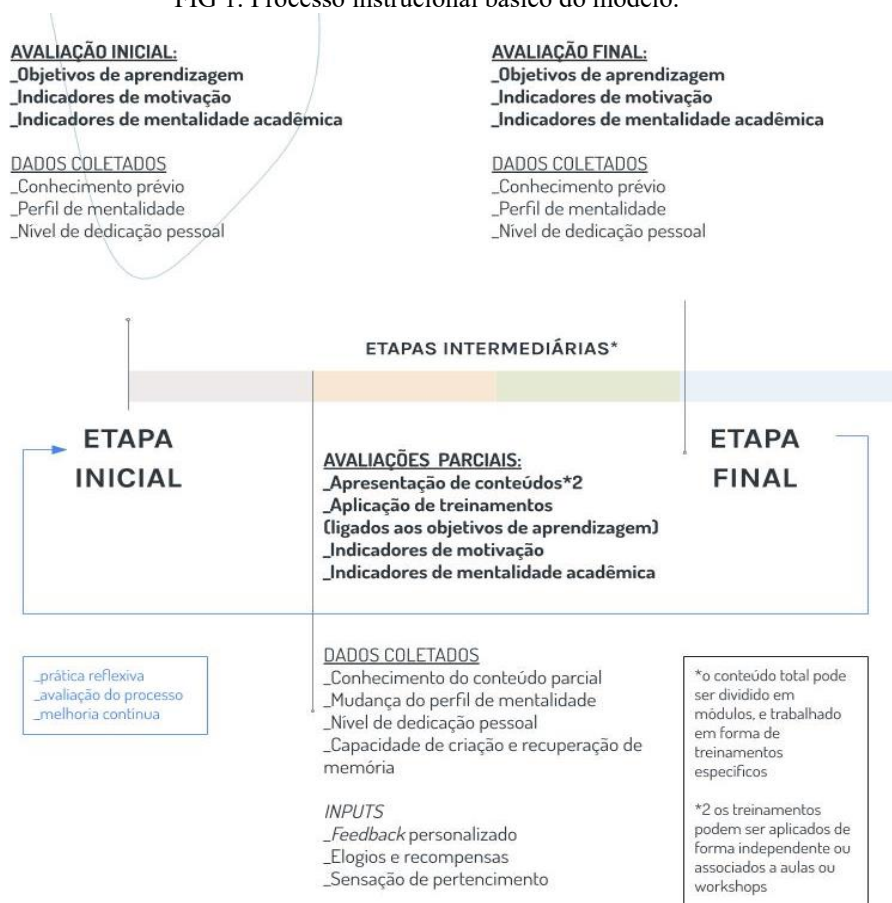 FIG 1: Processo instrucional básico do modelo.
AVALIAÇÃO INICIAL:
_Objetivos de aprendizagem
_Indicadores de motivação
_Indicadores de mentalidade acadêmica
DADOS COLETADOS
_Conhecimento prévio
_Perfil de mentalidade
_Nível de dedicação pessoal
AVALIAÇÃO FINAL:
_Objetivos de aprendizagem
_Indicadores de motivação
_Indicadores de mentalidade acadêmica
DADOS COLETADOS
_Conhecimento prévio
_Perfil de mentalidade
_Nível de dedicação pessoal
ETAPAS INTERMEDIÁRIAS*
ETAPA
INICIAL
AVALIAÇÕES PARCIAIS:
_Apresentação de conteúdos*2
_Aplicação de treinamentos
(ligados aos objetivos de aprendizagem)
_Indicadores de motivação
_Indicadores de mentalidade acadêmica
ETAPA
FINAL
_prática reflexiva
_avaliação do processo
_melhoria contínua
DADOS COLETADOS
_Conhecimento do conteúdo parcial
_Mudança do perfil de mentalidade
_Nível de dedicação pessoal
_Capacidade de criação e recuperação de
memória
INPUTS
_Feedback personalizado
_Elogios e recompensas
_Sensação de pertencimento
*o conteúdo total pode
ser dividido em
módulos, e trabalhado
em forma de
treinamentos
específicos
*2 os treinamentos
podem ser aplicados de
forma independente ou
associados a aulas ou
workshops